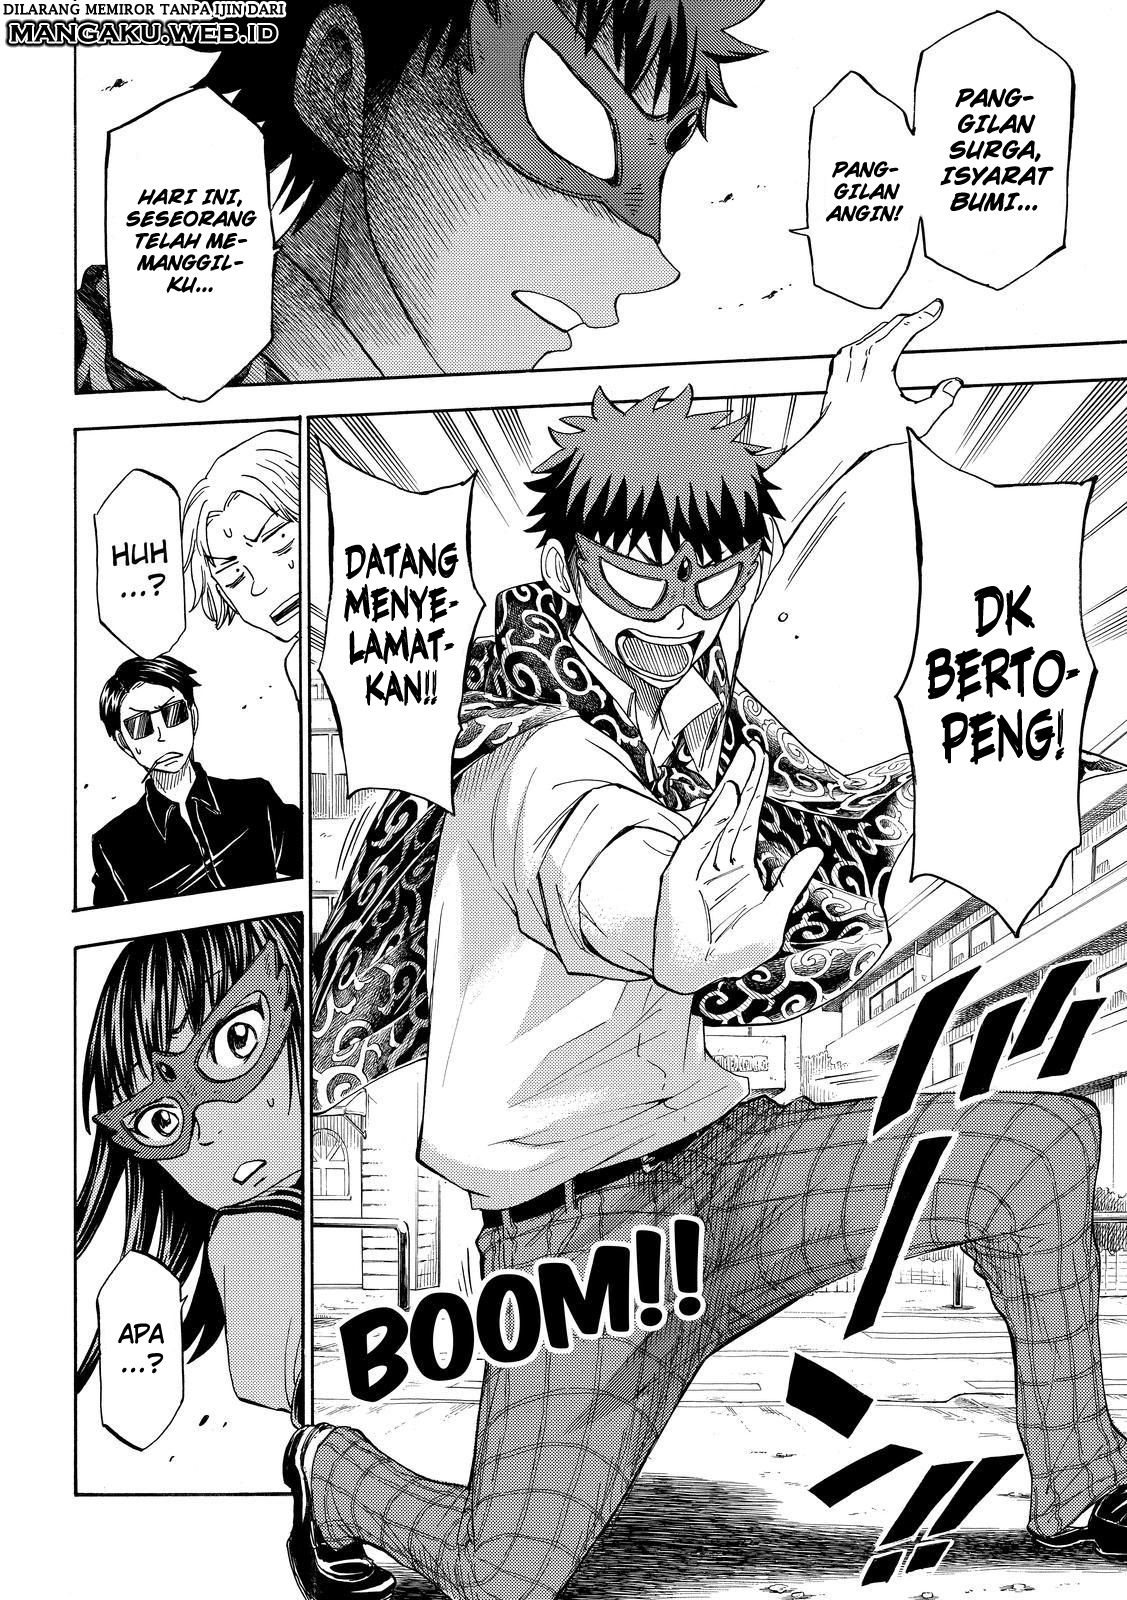 DILARANG MEMIROR TANPA IJIN DARI
MANGAKU.WEB.ID
PANG-
GILAN
SURGA,
ISYARAT
BUMI...
PANG-
GILAN
ANGIN!
HARI INI,
SESEORANG
TELAH ME-
MANGGIL-
KU...
DK
BERTO-
PENG!
DATANG
MENYE-
LAMAT-
KAN!!
BOOM!!
HUH
...?
APA
...?